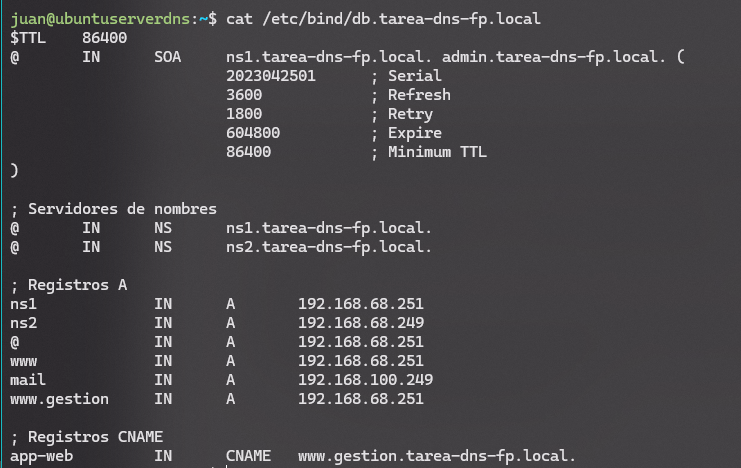 juan@ubuntuserverdns:~$ cat /etc/bind/db.tarea-dns-fp.local
$TTL    86400
@       IN      SOA     ns1.tarea-dns-fp.local. admin.tarea-dns-fp.local. (
                        2023042501      ; Serial
                        3600            ; Refresh
                        1800            ; Retry
                        604800          ; Expire
                        86400           ; Minimum TTL
)
; Servidores de nombres
@       IN      NS      ns1.tarea-dns-fp.local.
@       IN      NS      ns2.tarea-dns-fp.local.
; Registros A
ns1             IN      A       192.168.68.251
ns2             IN      A       192.168.68.249
@               IN      A       192.168.68.251
www             IN      A       192.168.68.251
mail            IN      A       192.168.100.249
www.gestion     IN      A       192.168.68.251
; Registros CNAME
app-web         IN      CNAME   www.gestion.tarea-dns-fp.local.